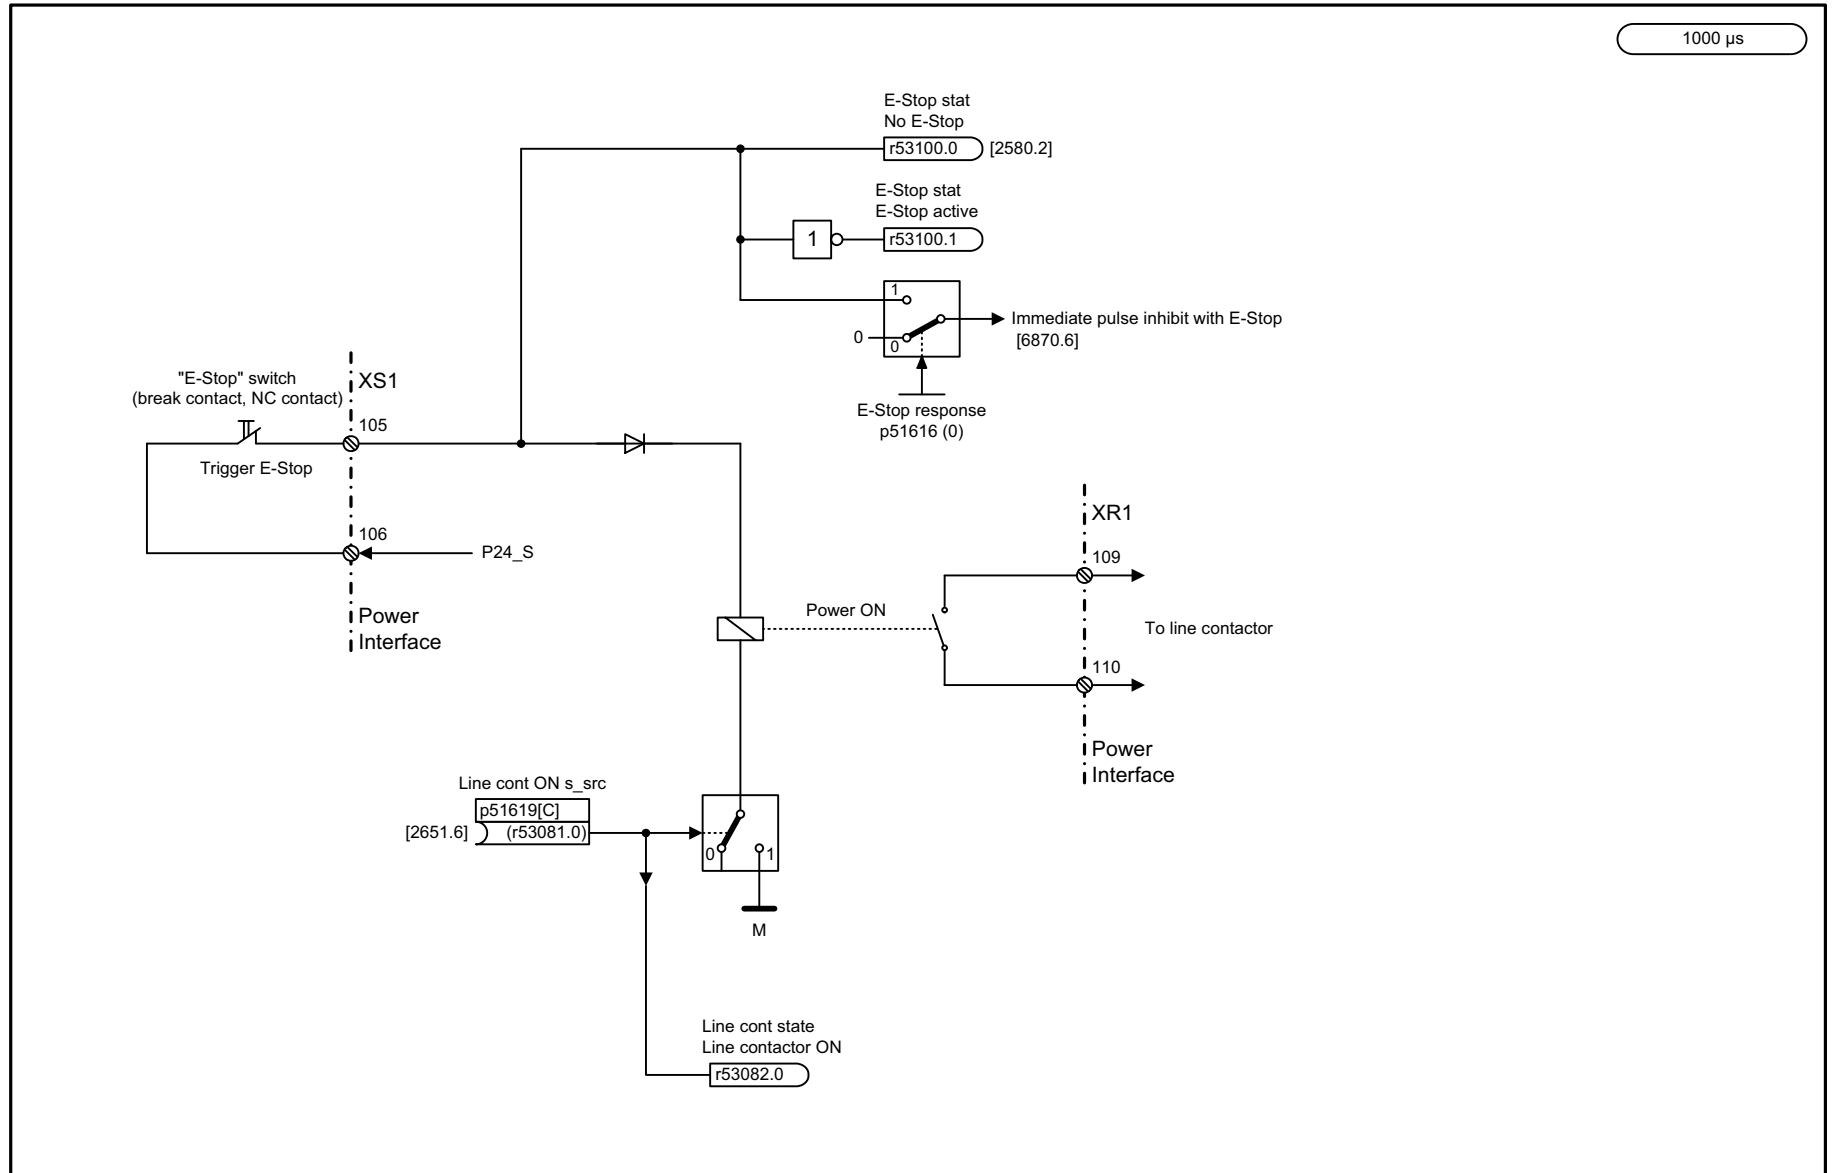 1000 µs
E-Stop stat
No E-Stop
r53100.0
[2580.2]
E-Stop stat
E-Stop active
1
r53100.1
1
0
0
Immediate pulse inhibit with E-Stop
[6870.6]
E-Stop response
p51616 (0)
"E-Stop" switch
(break contact, NC contact)
XS1
105
Trigger E-Stop
106
P24_S
Power
Interface
XR1
109
Power ON
To line contactor
110
Power
Interface
Line cont ON s_src
p51619[C]
[2651.6]
(r53081.0)
0
1
M
Line cont state
Line contactor ON
r53082.0